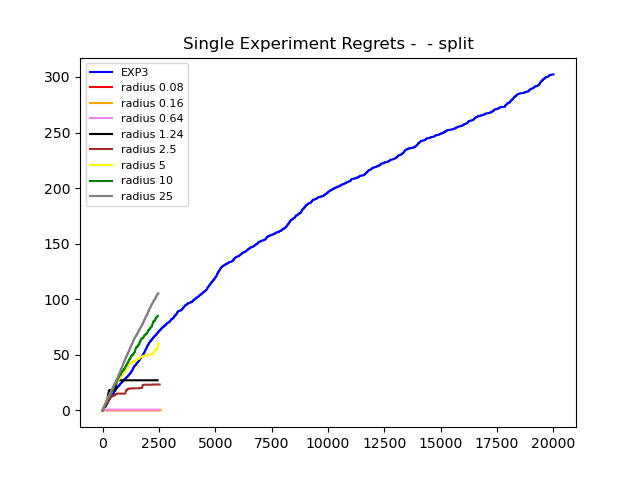 Single Experiment Regrets -  - split
EXP3
radius 0.08
radius 0.16
radius 0.64
radius 1.24
radius 2.5
radius 5
radius 10
radius 25
300
250
200
150
100
50
0
0 2500 5000 7500 10000 12500 15000 17500 20000